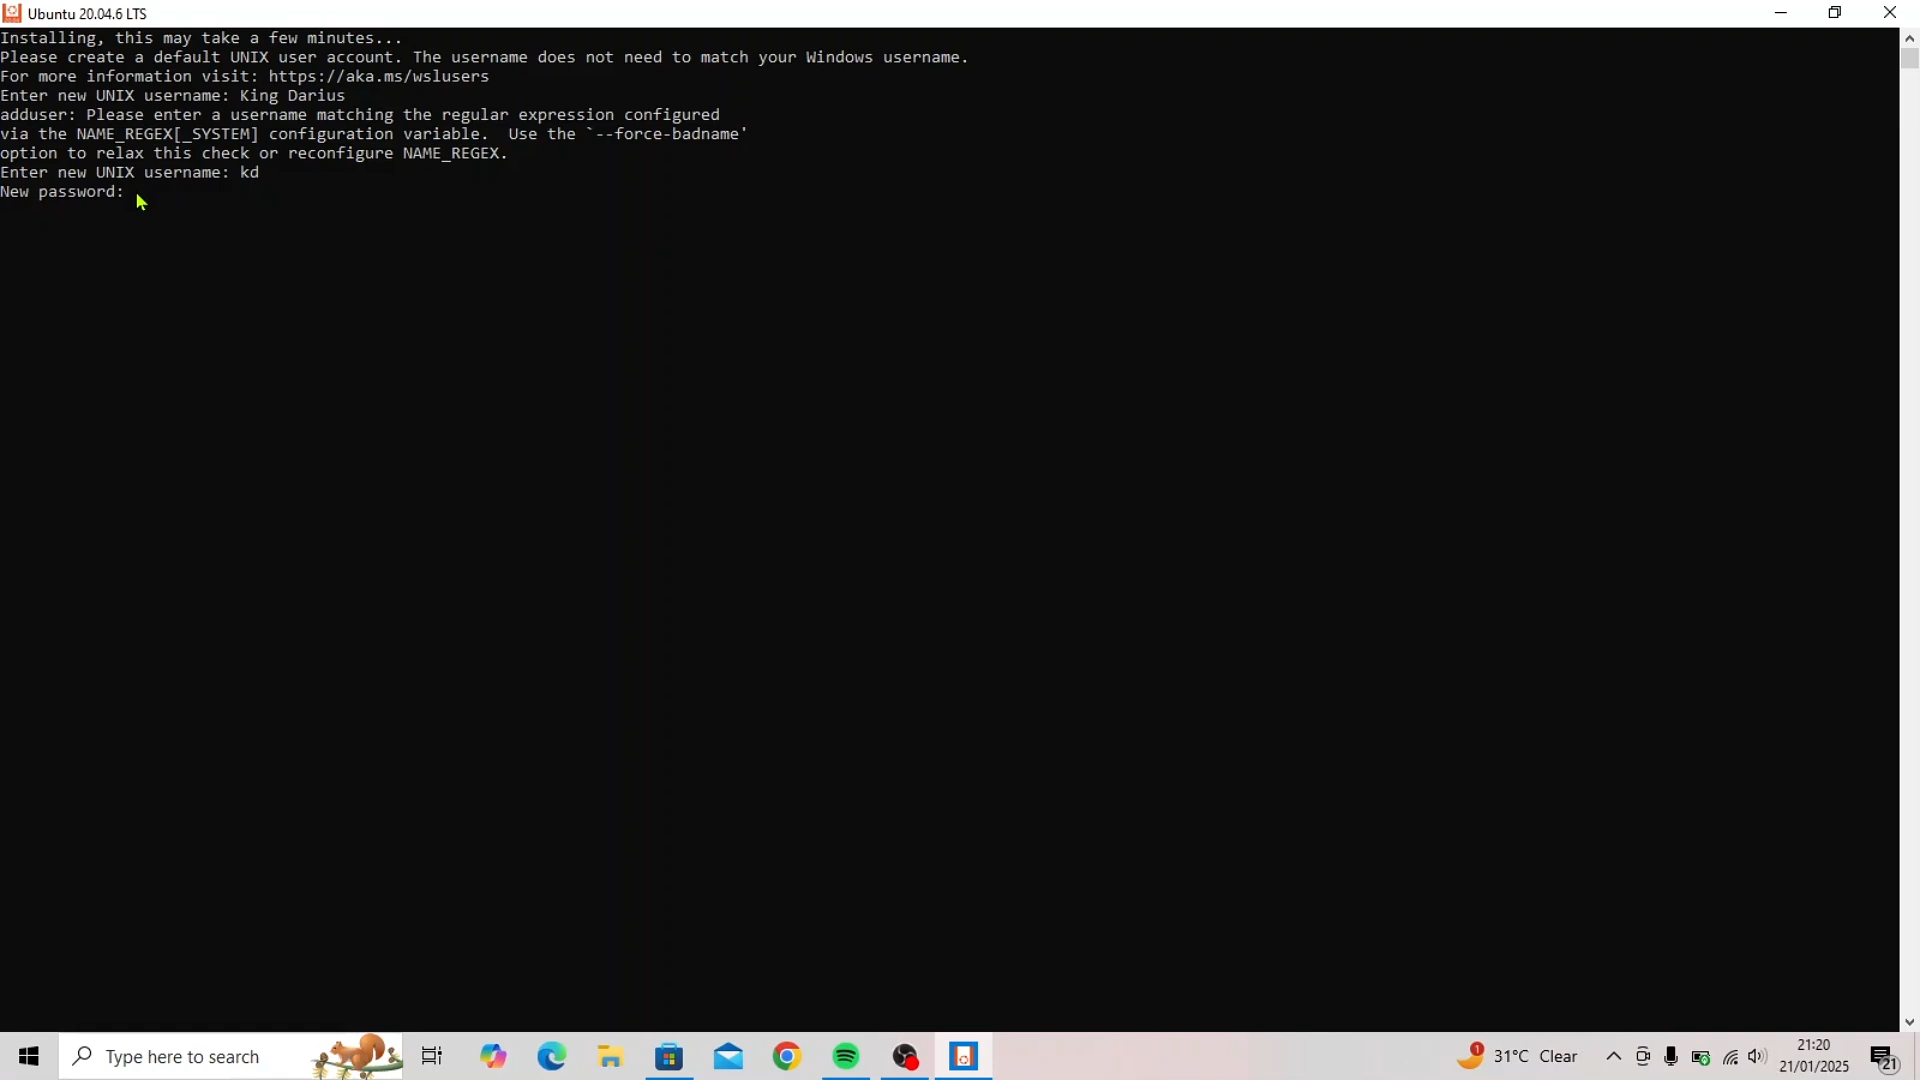 Ubuntu 20.04.6 LTS
Installing, this may take a few minutes...
Please create a default UNIX user account. The username does not need to match your Windows username.
For more information visit: https://aka.ms/wslusers
Enter new UNIX username: King Darius
adduser: Please enter a username matching the regular expression configured
via the NAME_REGEX[_SYSTEM] configuration variable.  Use the `--force-badname'
option to relax this check or reconfigure NAME_REGEX.
Enter new UNIX username: kd
New password:
Type here to search
1
31°C Clear
21:20
21/01/2025
21